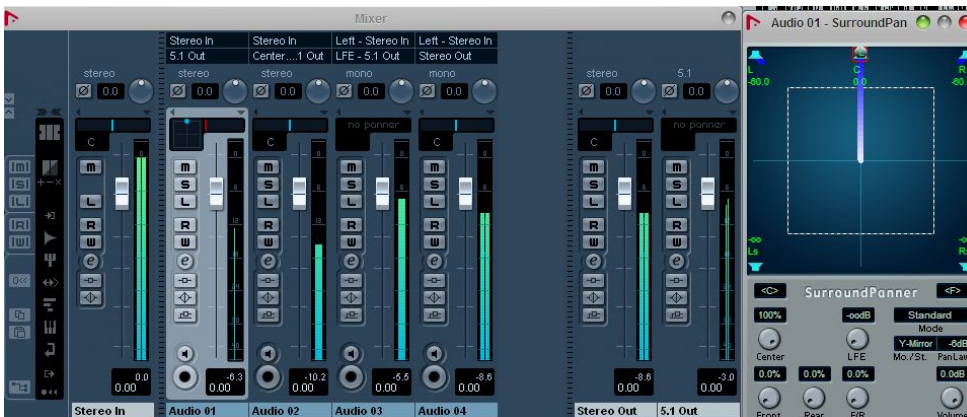 Mixer
Stereo In Stereo In Left - Stereo In Left - Stereo In
5.1 Out Center....1 Out LFE - 5.1 Out Stereo Out
stereo stereo stereo mono mono stereo 5.1
Ø 0.0 Ø 0.0 Ø 0.0 Ø 0.0 Ø 0.0 Ø 0.0 Ø 0.0
no panner no panner
C C C C
m m m m m m m
S S S S S S
L L L L L L L
R R R R R R R
W W W W W W W
e e e e e e e
0.0 -6.3 -10.2 -5.5 -8.6 -8.6 -3.0
0.00 0.00 0.00 0.00 0.00 0.00 0.00
Stereo In Audio 01 Audio 02 Audio 03 Audio 04 Stereo Out 5.1 Out
Audio 01 - SurroundPan
L C R
-60.0 0.0 -60.
-oo -oo
Ls R
<C> SurroundPanner <F>
100% -oodB Standard
Mode
Y-Mirror -6dB
Center LFE Mo./St. PanLaw
0.0% 0.0% 0.0% 0.0dB
Front Rear F/R Volume